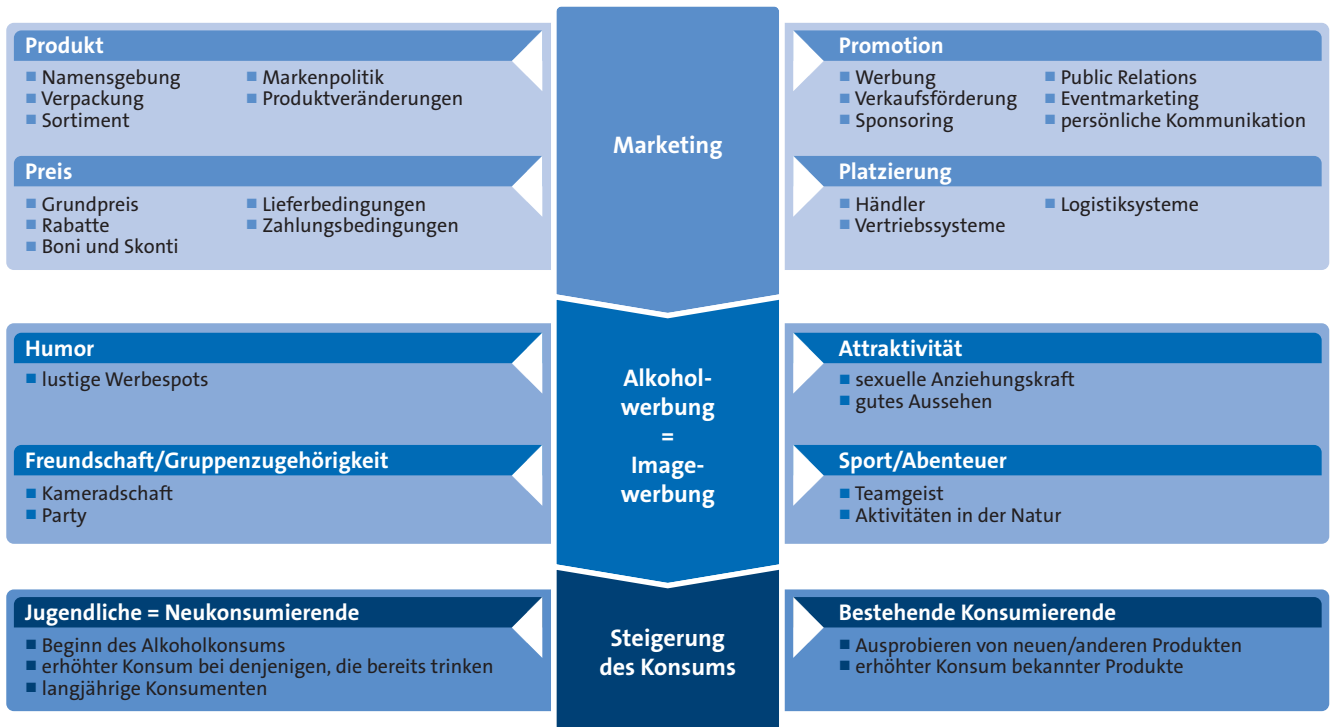 Produkt
Namensgebung
Verpackung
Sortiment
Markenpolitik
Produktveränderungen
Preis
Grundpreis
Rabatte
Boni und Skonti
Lieferbedingungen
Zahlungsbedingungen
Marketing
Promotion
Werbung
Verkaufsförderung
Sponsoring
Public Relations
Eventmarketing
persönliche Kommunikation
Platzierung
Händler
Vertriebssysteme
Logistiksysteme
Humor
lustige Werbespots
Freundschaft/Gruppenzugehörigkeit
Kameradschaft
Party
Alkohol-
werbung
=
Image-
werbung
Attraktivität
sexuelle Anziehungskraft
gutes Aussehen
Sport/Abenteuer
Teamgeist
Aktivitäten in der Natur
Jugendliche = Neukonsumierende
Beginn des Alkoholkonsums
erhöhter Konsum bei denjenigen, die bereits trinken
langjährige Konsumenten
Steigerung
des Konsums
Bestehende Konsumierende
Ausprobieren von neuen/anderen Produkten
erhöhter Konsum bekannter Produkte